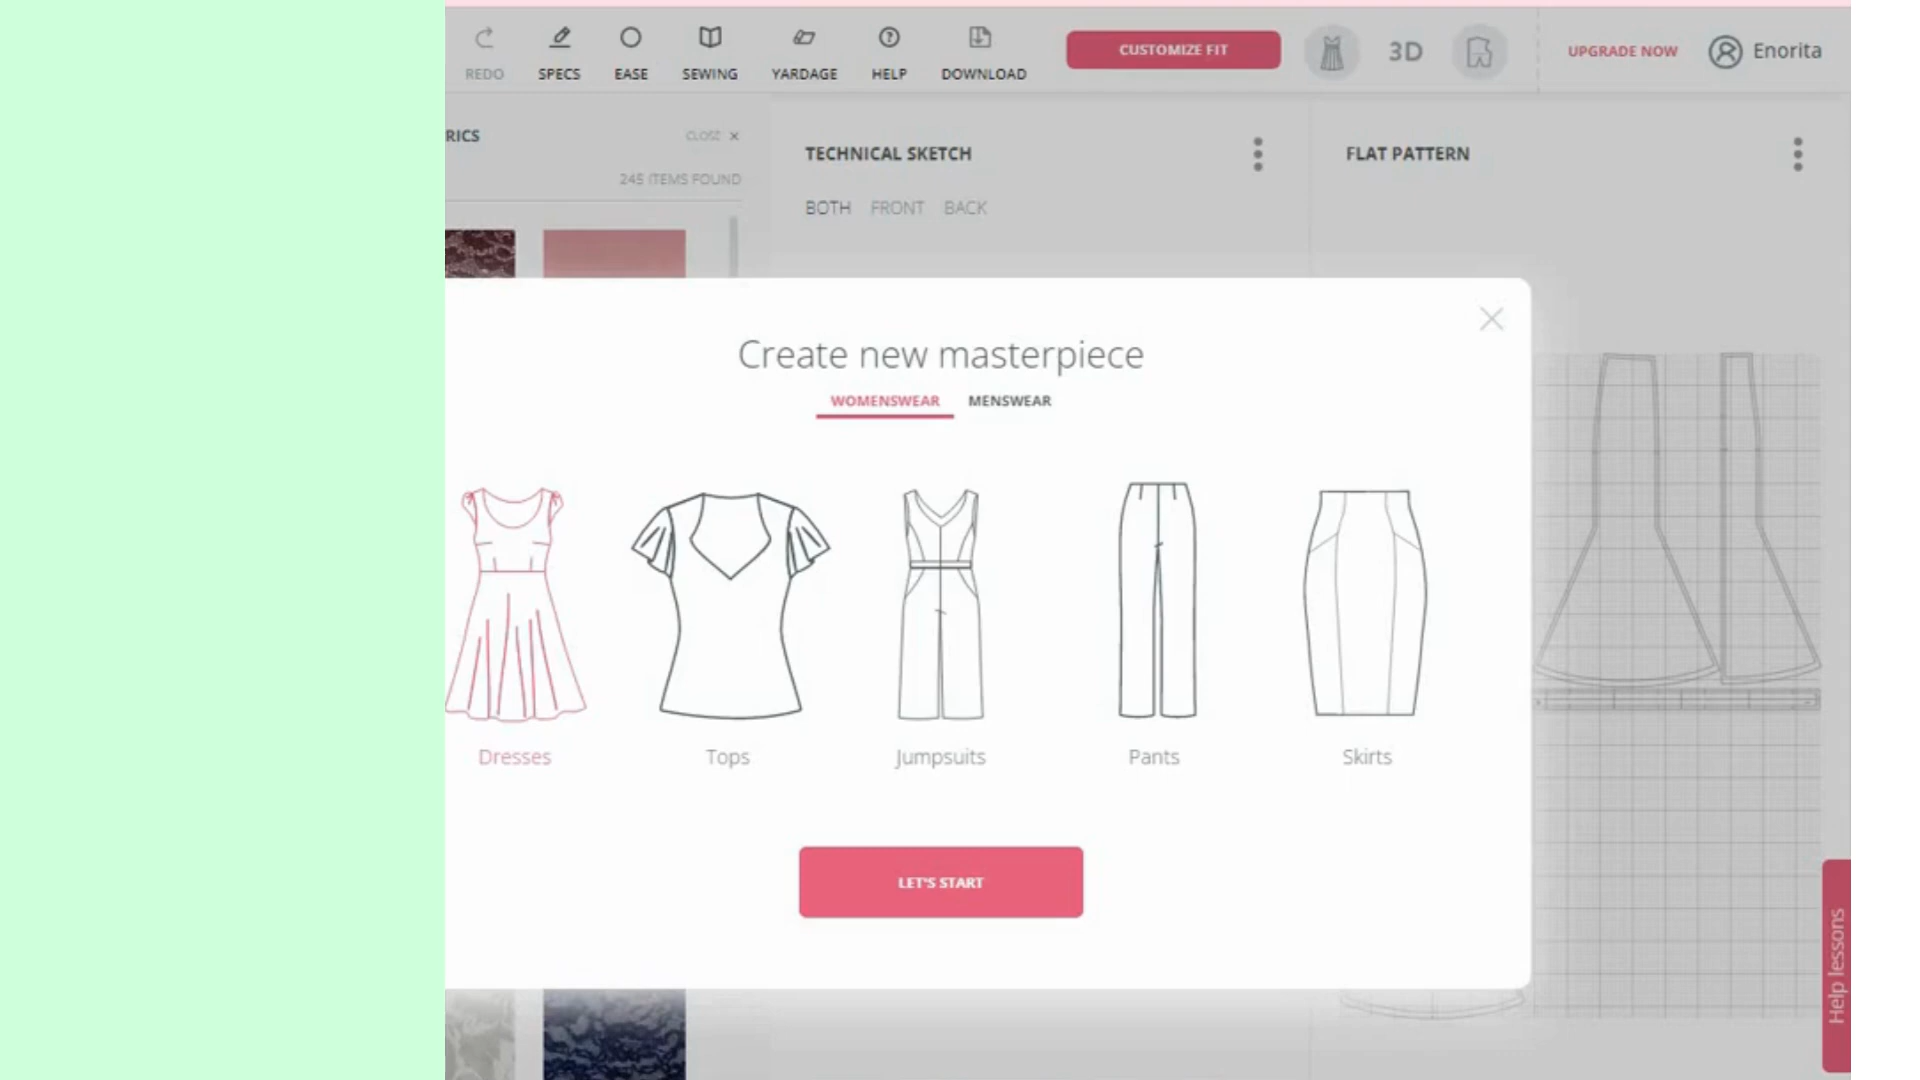 REDO SPECS EASE SEWING YARDAGE HELP DOWNLOAD
CUSTOMIZE FIT
3D
UPGRADE NOW
Enorita
RICS
CLOSE ×
245 ITEMS FOUND
TECHNICAL SKETCH
BOTH FRONT BACK
FLAT PATTERN
Create new masterpiece
WOMENSWEAR MENSWEAR
Dresses Tops Jumpsuits Pants Skirts
LET'S START
Help lessons